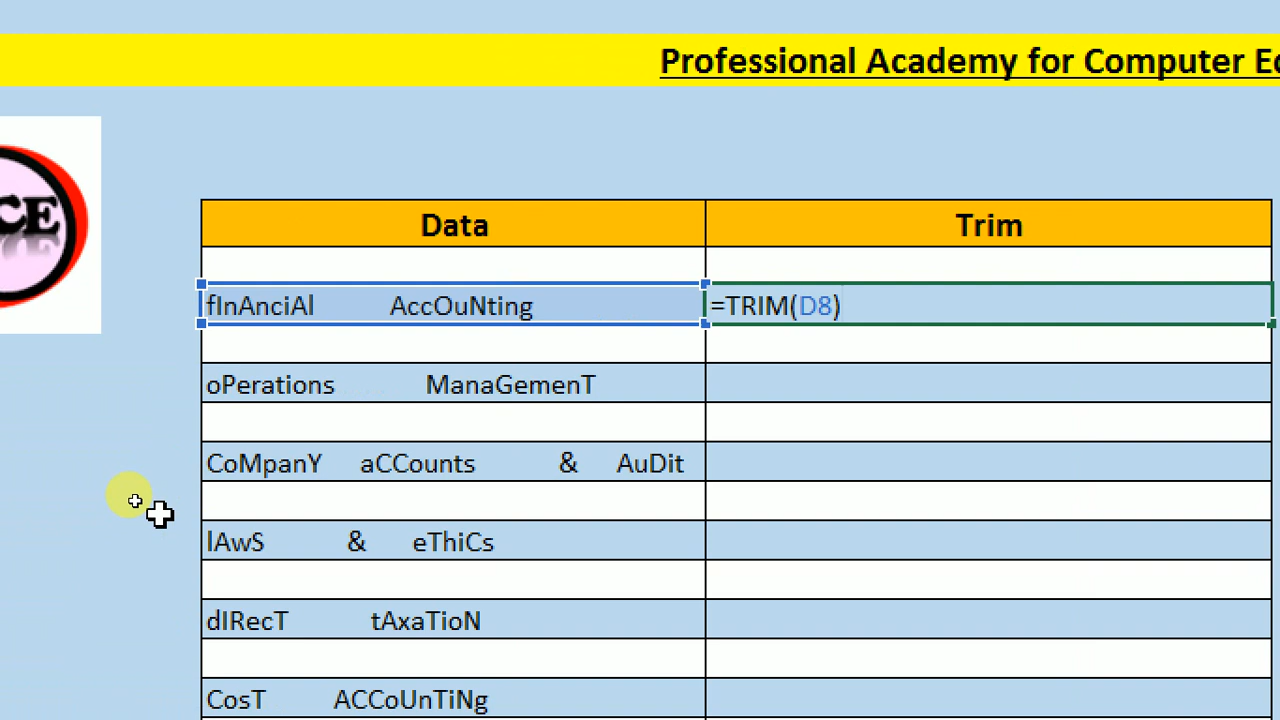 Professional Academy for Computer
CE
Data Trim
fInAnciAl AccOuNting =TRIM(D8)
oPerations ManaGemenT
CoMpanY aCCounts & AuDit
lAwS & eThiCs
dIRecT tAxaTioN
CosT ACCoUnTiNg